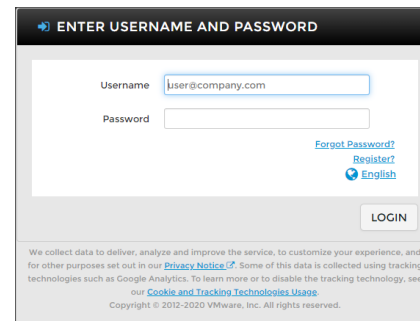 ENTER USERNAME AND PASSWORD
Username
user@company.com
Password
Forgot Password?
Register?
English
LOGIN
We collect data to deliver, analyze and improve the service, to customize your experience, and
for other purposes set out in our Privacy Notice. Some of this data is collected using tracking
technologies such as Google Analytics. To learn more or to disable the tracking technology, see
our Cookie and Tracking Technologies Usage.
Copyright © 2012-2020 VMware, Inc. All rights reserved.